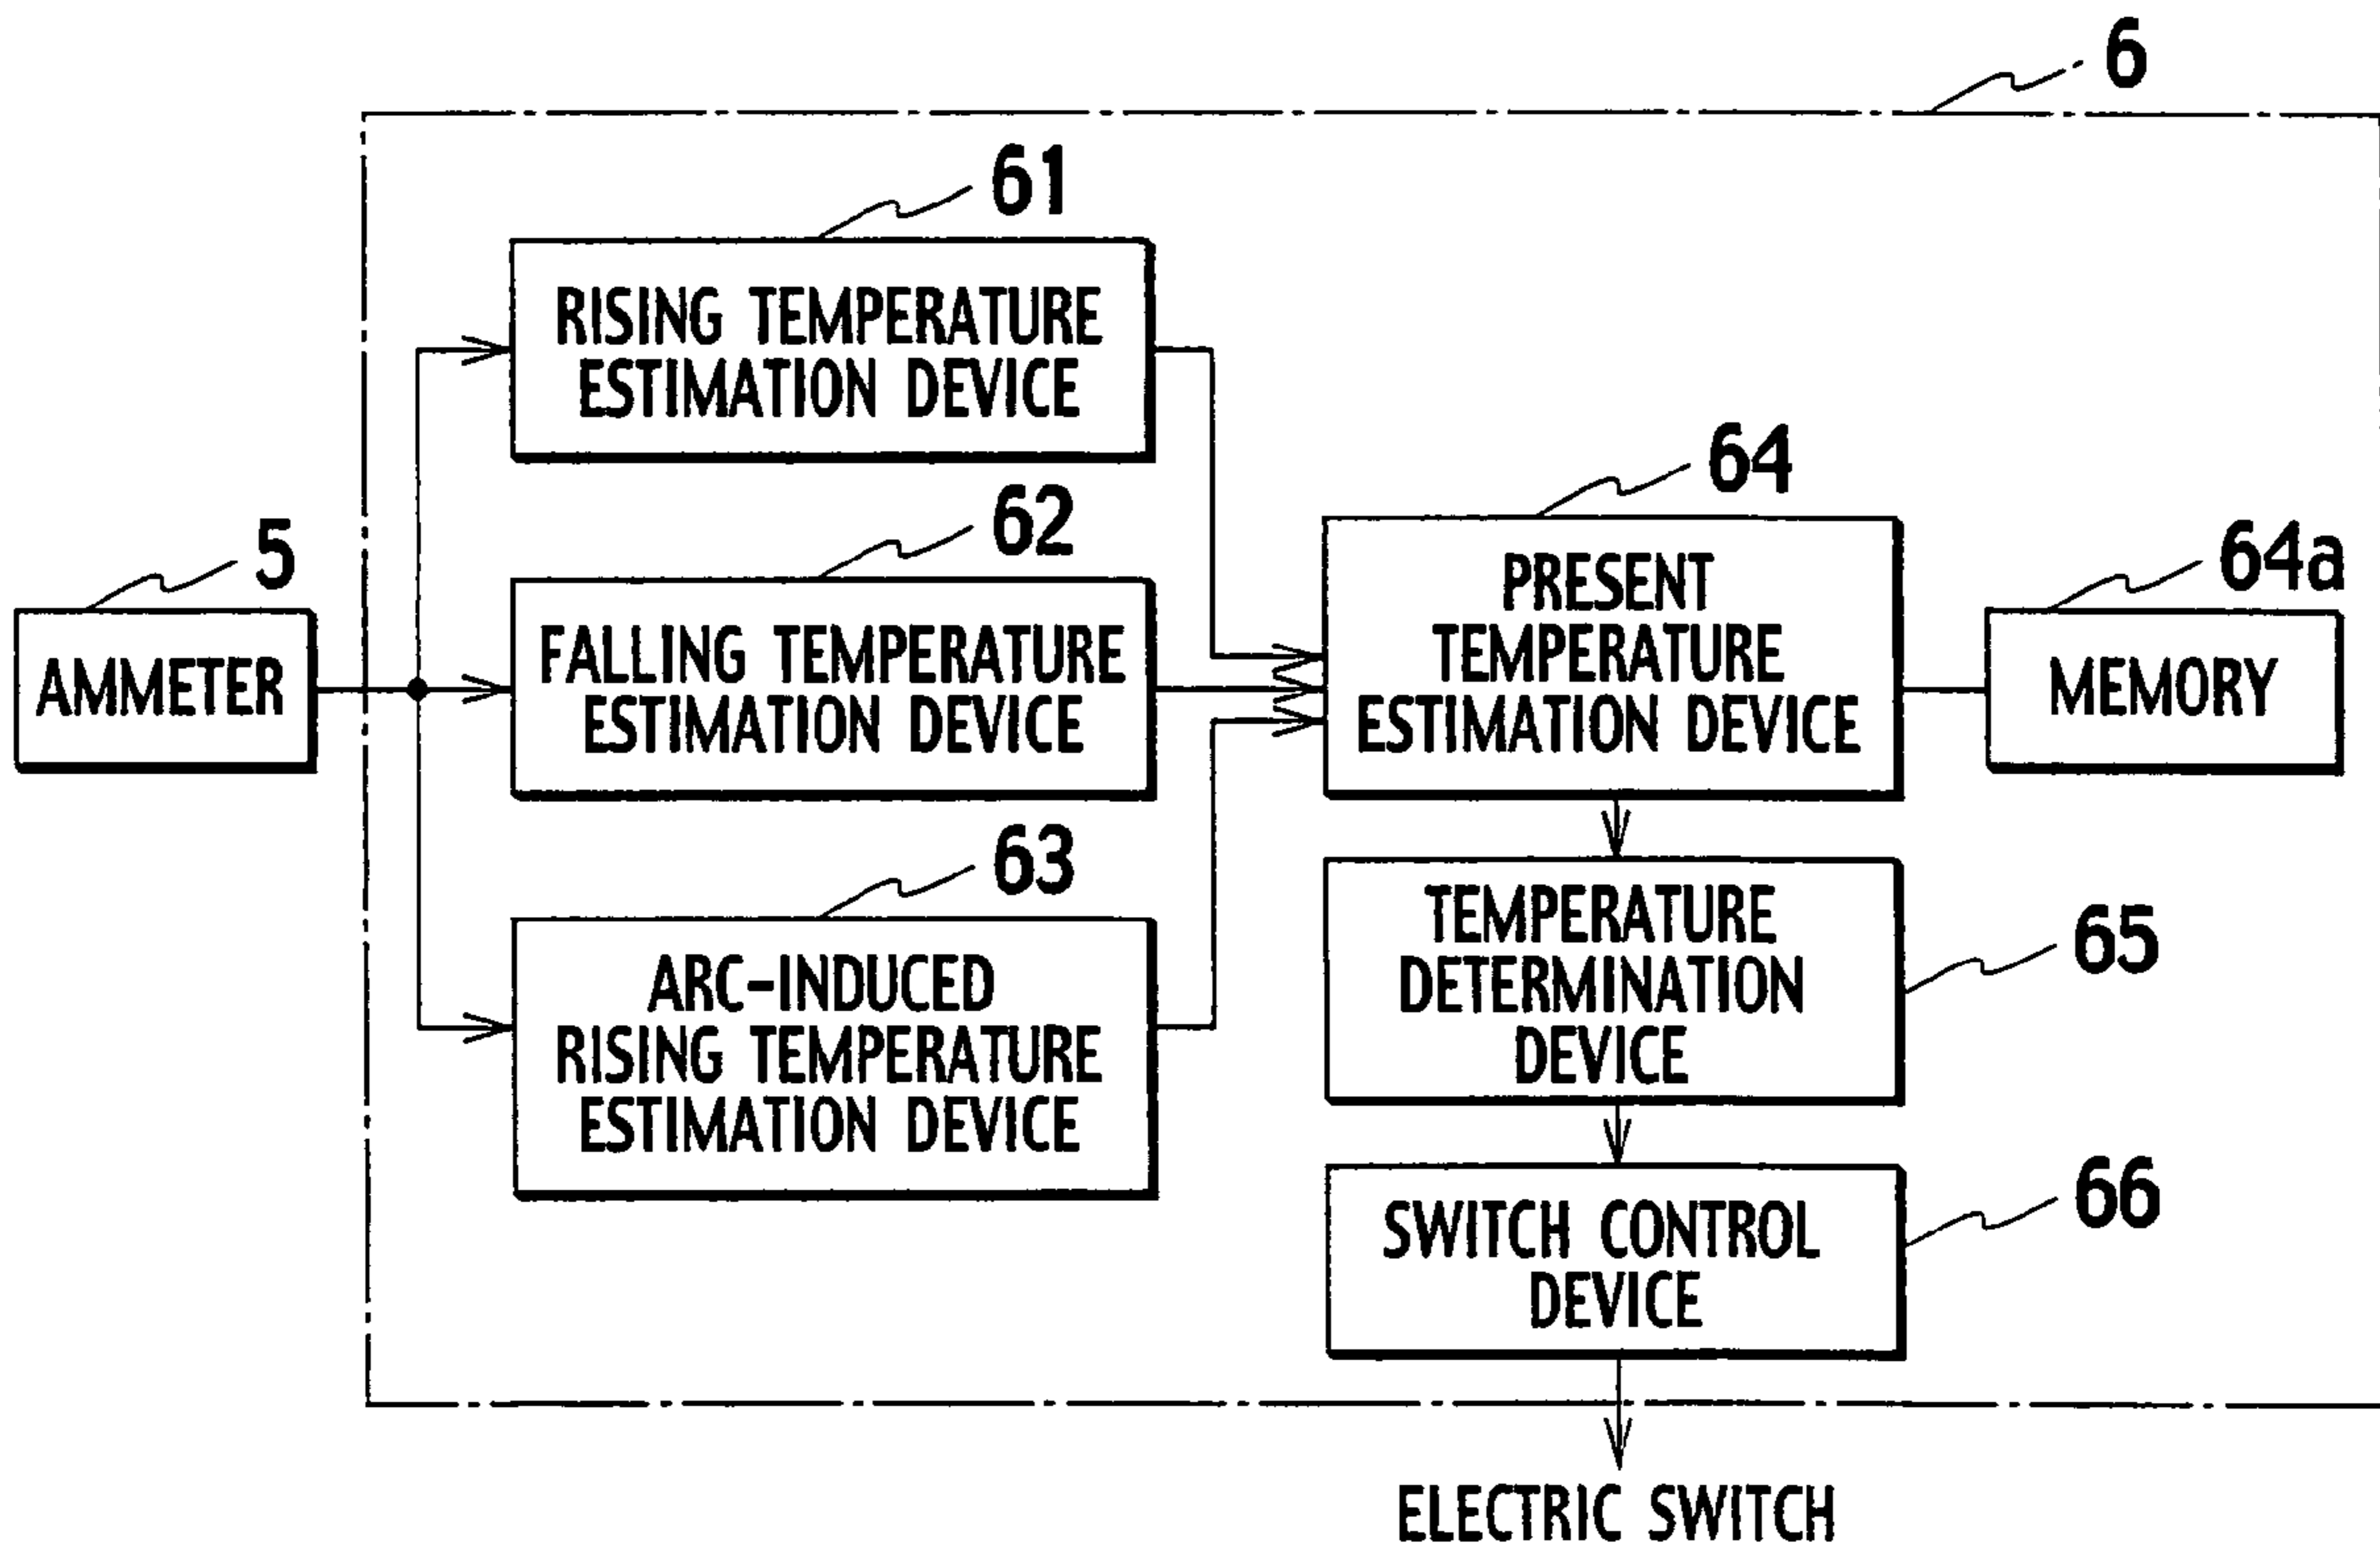 6
61
RISING TEMPERATURE
ESTIMATION DEVICE
64
64a
5
62
PRESENT
TEMPERATURE
ESTIMATION DEVICE
MEMORY
AMMETER
FALLING TEMPERATURE
ESTIMATION DEVICE
63
TEMPERATURE
DETERMINATION
DEVICE
65
ARC-INDUCED
RISING TEMPERATURE
ESTIMATION DEVICE
66
SWITCH CONTROL
DEVICE
ELECTRIC SWITCH